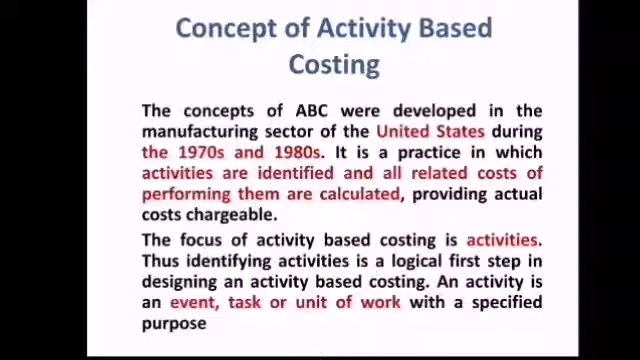 Concept of Activity Based
Costing
The concepts of ABC were developed in the
manufacturing sector of the United States during
the 1970s and 1980s. It is a practice in which
activities are identified and all related costs of
performing them are calculated, providing actual
costs chargeable.
The focus of activity based costing is activities.
Thus identifying activities is a logical first step in
designing an activity based costing. An activity is
an event, task or unit of work with a specified
purpose